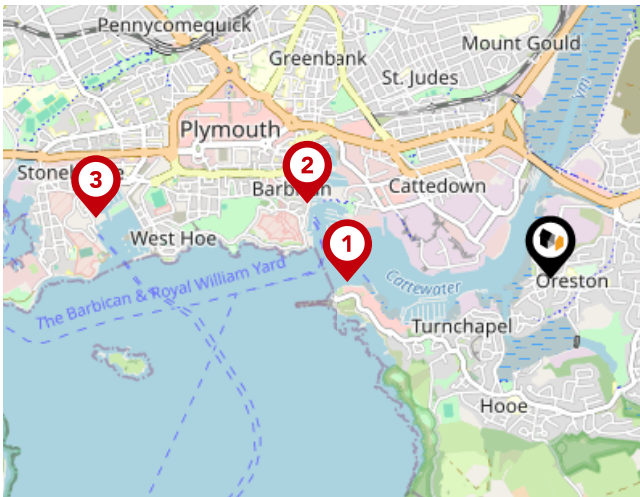 Pennycomequick
Mount Gould
Greenbank
St. Judes
Plymouth
2
Barbican
Cattedown
3
West Hoe
1
The Barbican & Royal William Yard
Cattewater
Oreston
Turnchapel
Hooe